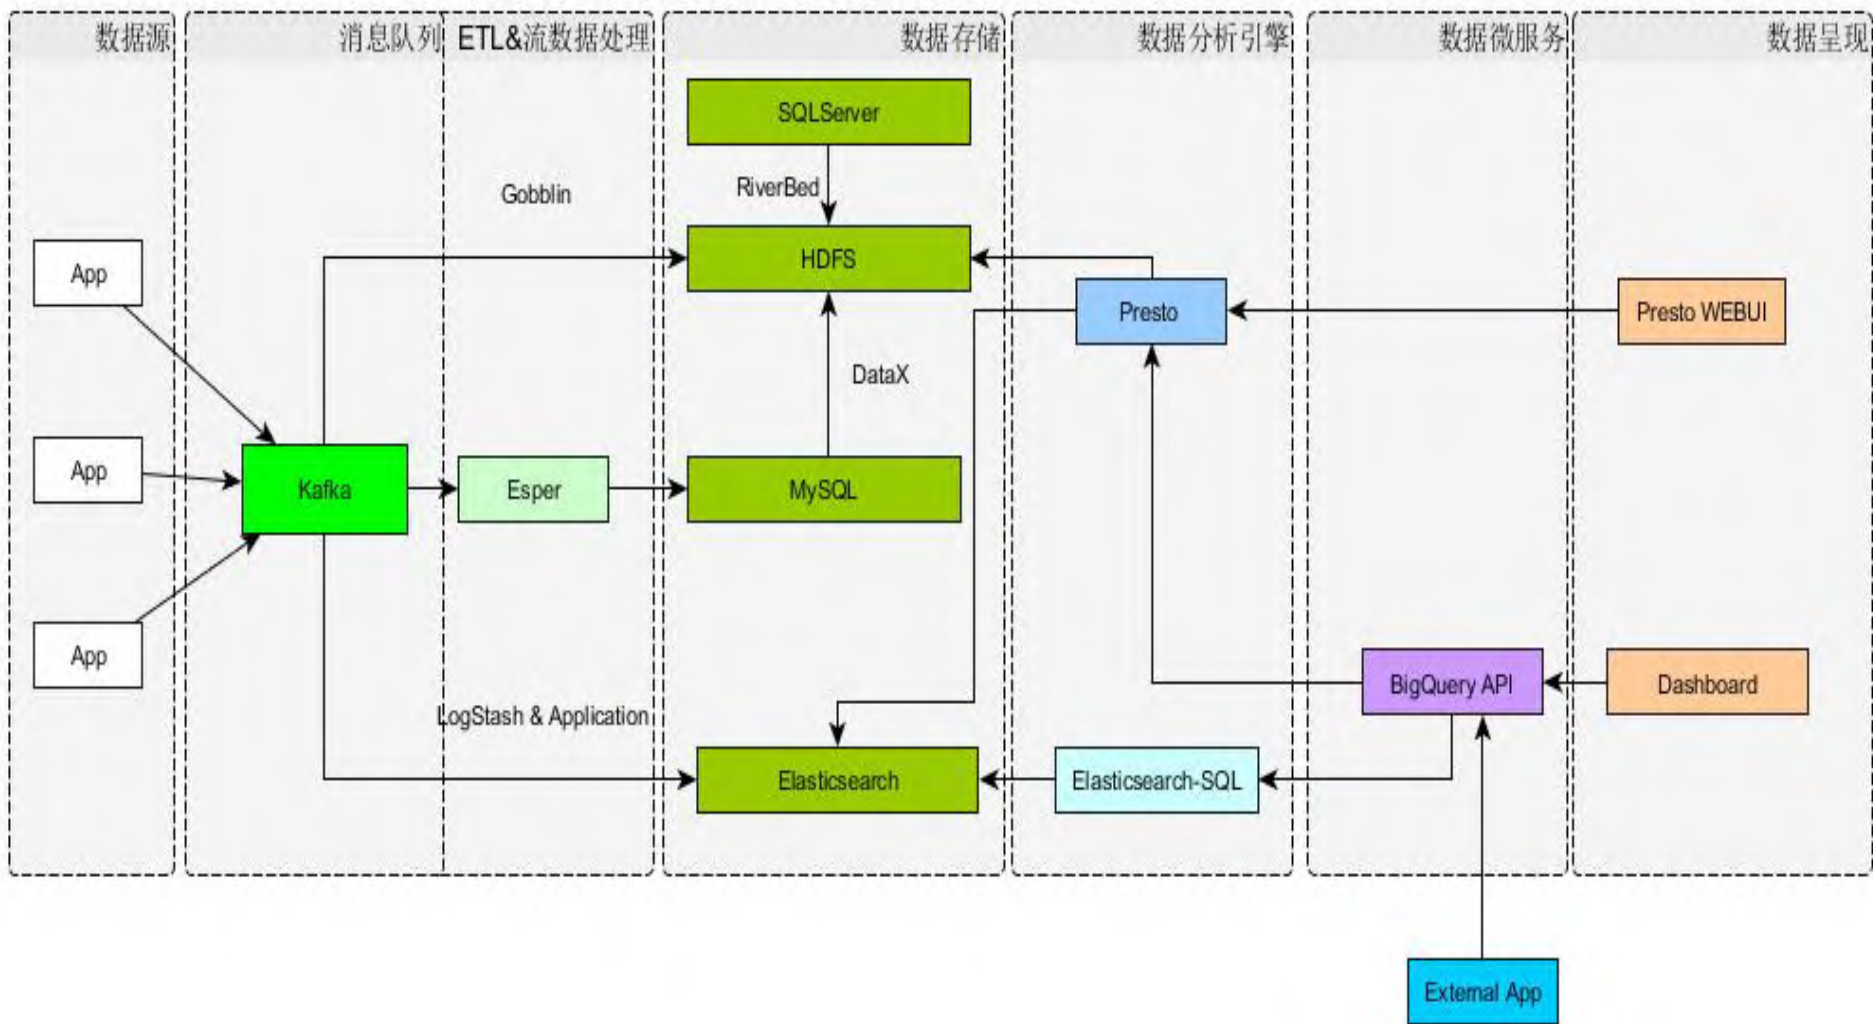 数据源
消息队列
ETL&流数据处理
数据存储
数据分析引擎
数据微服务
数据呈现
SQLServer
Gobblin
RiverBed
HDFS
App
Presto
Presto WEBUI
DataX
App
Kafka
Esper
MySQL
App
BigQuery API
Dashboard
LogStash & Application
Elasticsearch
Elasticsearch-SQL
External App